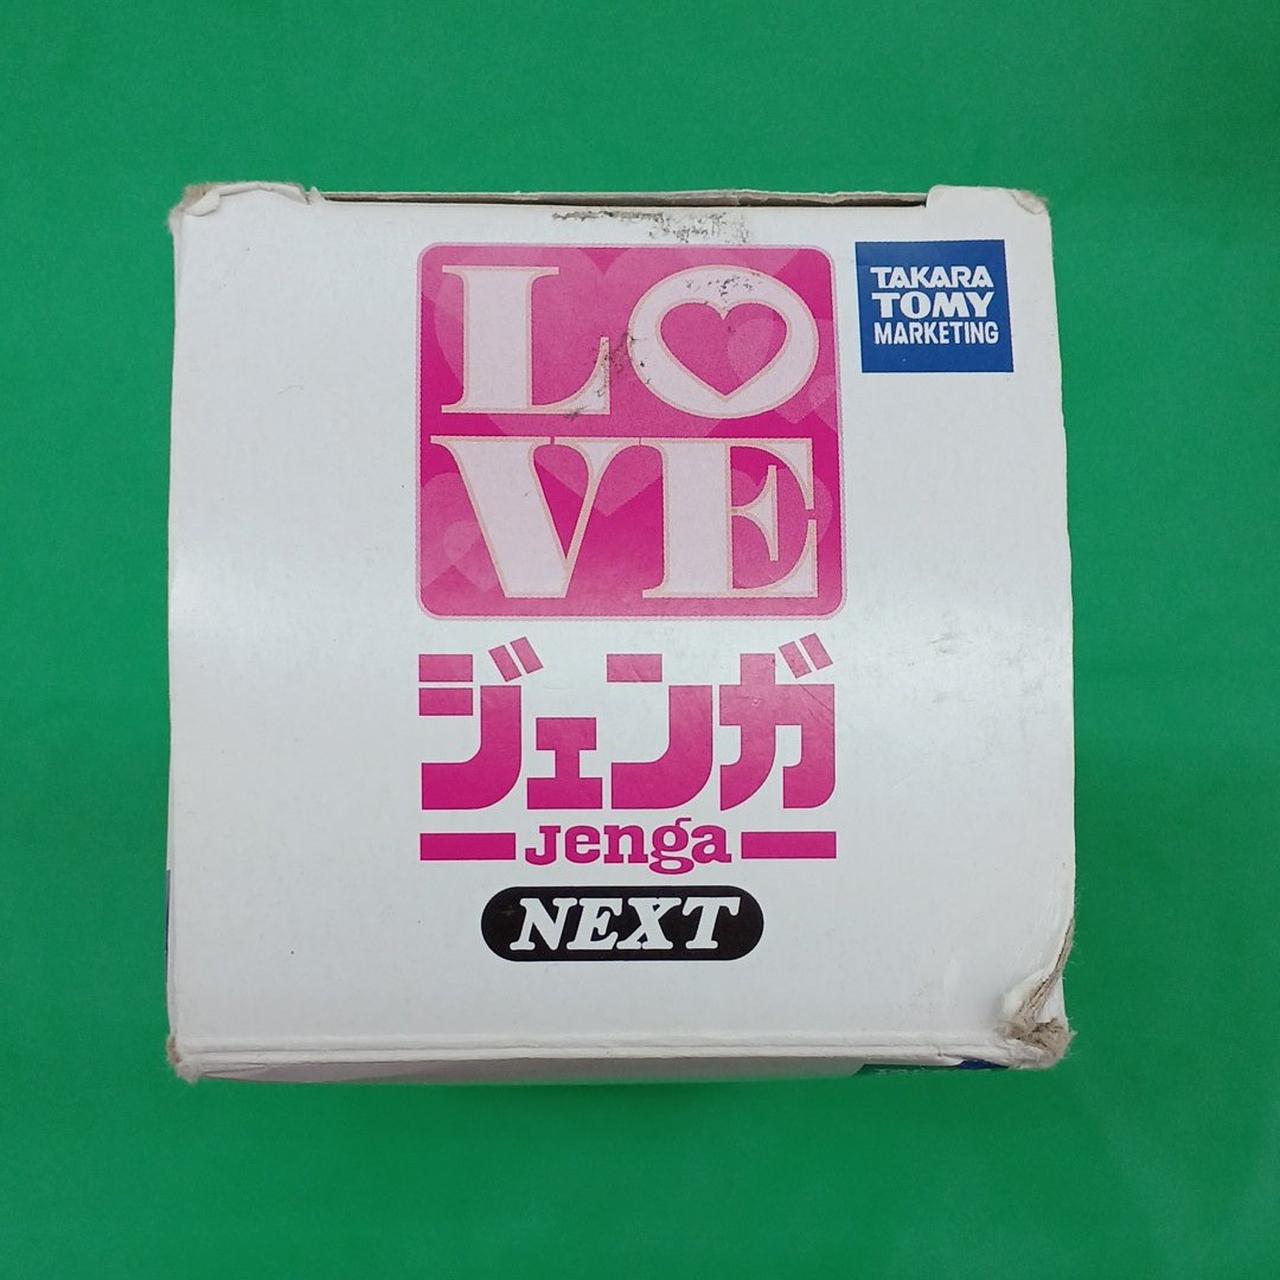 LOVE
TAKARA
TOMY
MARKETING
ジェンガ
Jenga
NEXT